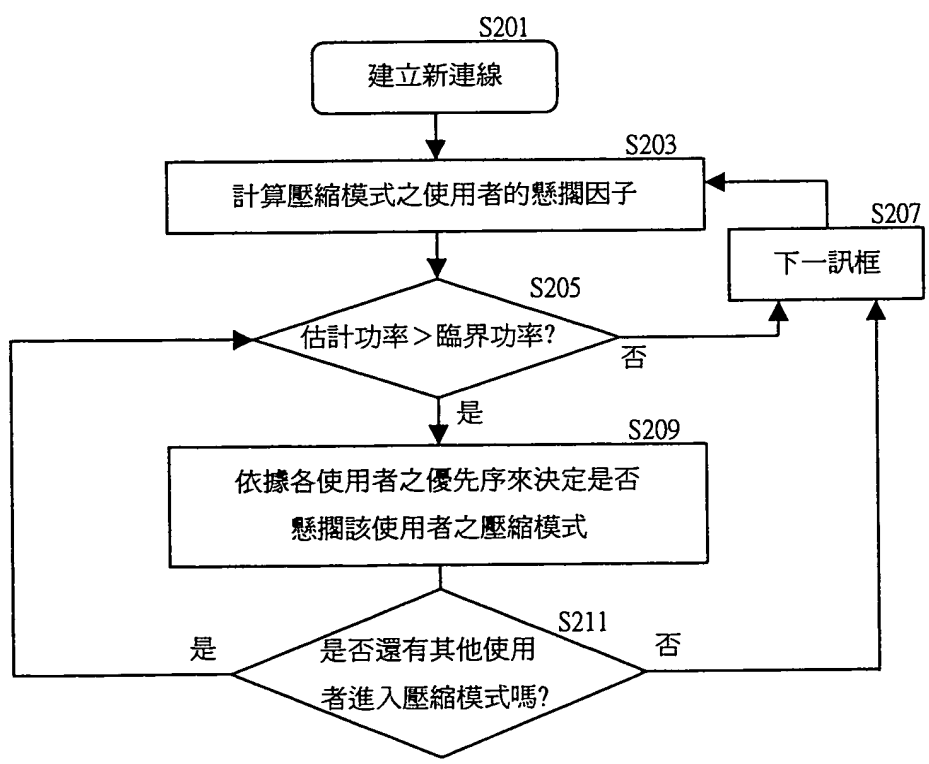 S201
建立新連線
S203
計算壓縮模式之使用者的懸擱因子
S207
下一訊框
S205
估計功率＞臨界功率?
否
是
S209
依據各使用者之優先序來決定是否
懸擱該使用者之壓縮模式
S211
是
是否還有其他使用
者進入壓縮模式嗎?
否